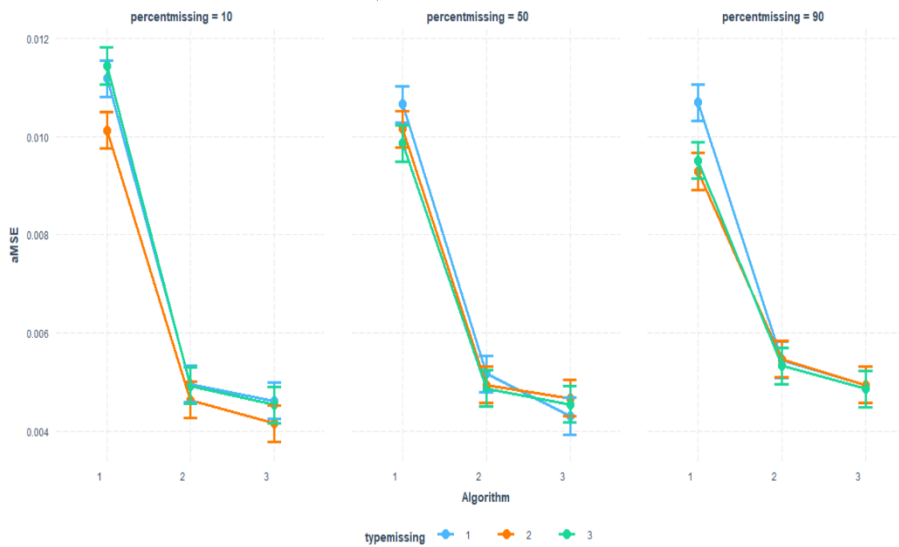 percentmissing = 10
percentmissing = 50
percentmissing = 90
0.012
0.010
0.008
0.006
0.004
aMSE
1 2 3
1 2 3
1 2 3
Algorithm
typemissing 1 2 3